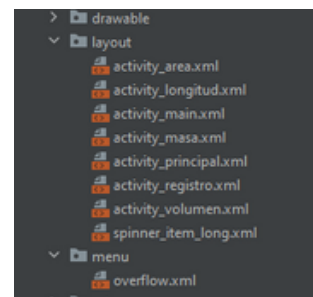 drawable
layout
activity_area.xml
activity_longitud.xml
activity_main.xml
activity_masa.xml
activity_principal.xml
activity_registro.xml
activity_volumen.xml
spinner_item_long.xml
menu
overflow.xml